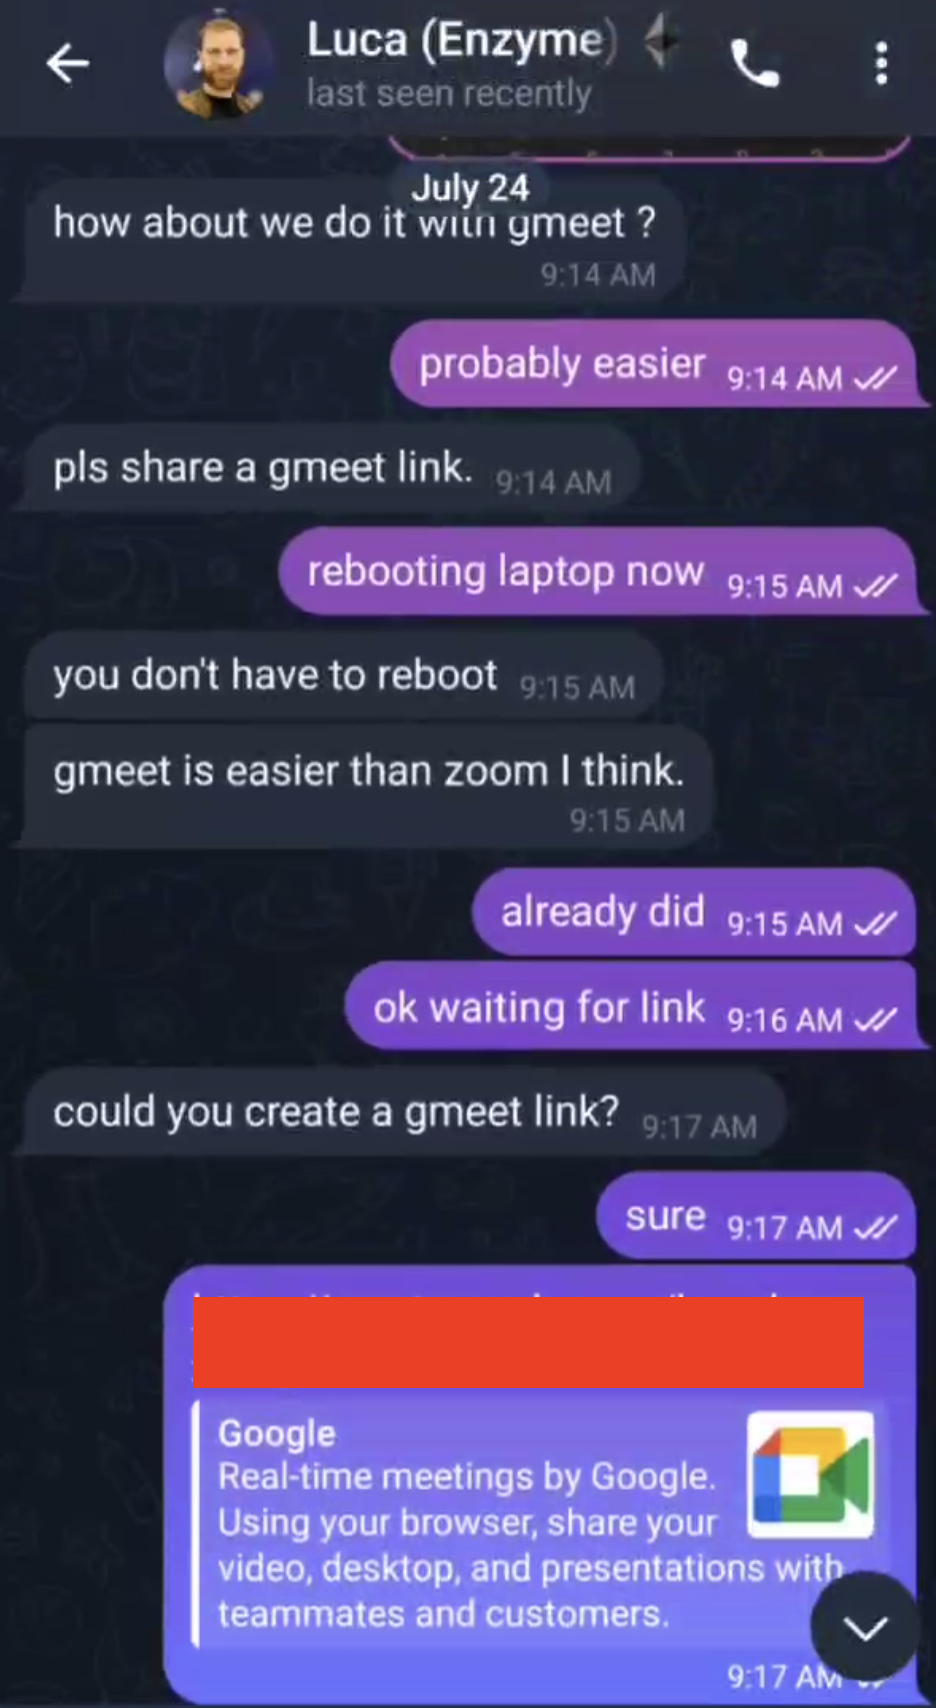 Luca (Enzyme)
last seen recently
July 24
how about we do it with gmeet ?
9:14 AM
probably easier 9:14 AM
pls share a gmeet link. 9:14 AM
rebooting laptop now 9:15 AM
you don't have to reboot 9:15 AM
gmeet is easier than zoom I think.
9:15 AM
already did 9:15 AM
ok waiting for link 9:16 AM
could you create a gmeet link? 9:17 AM
sure 9:17 AM
Google
Real-time meetings by Google.
Using your browser, share your
video, desktop, and presentations with
teammates and customers.
9:17 AM